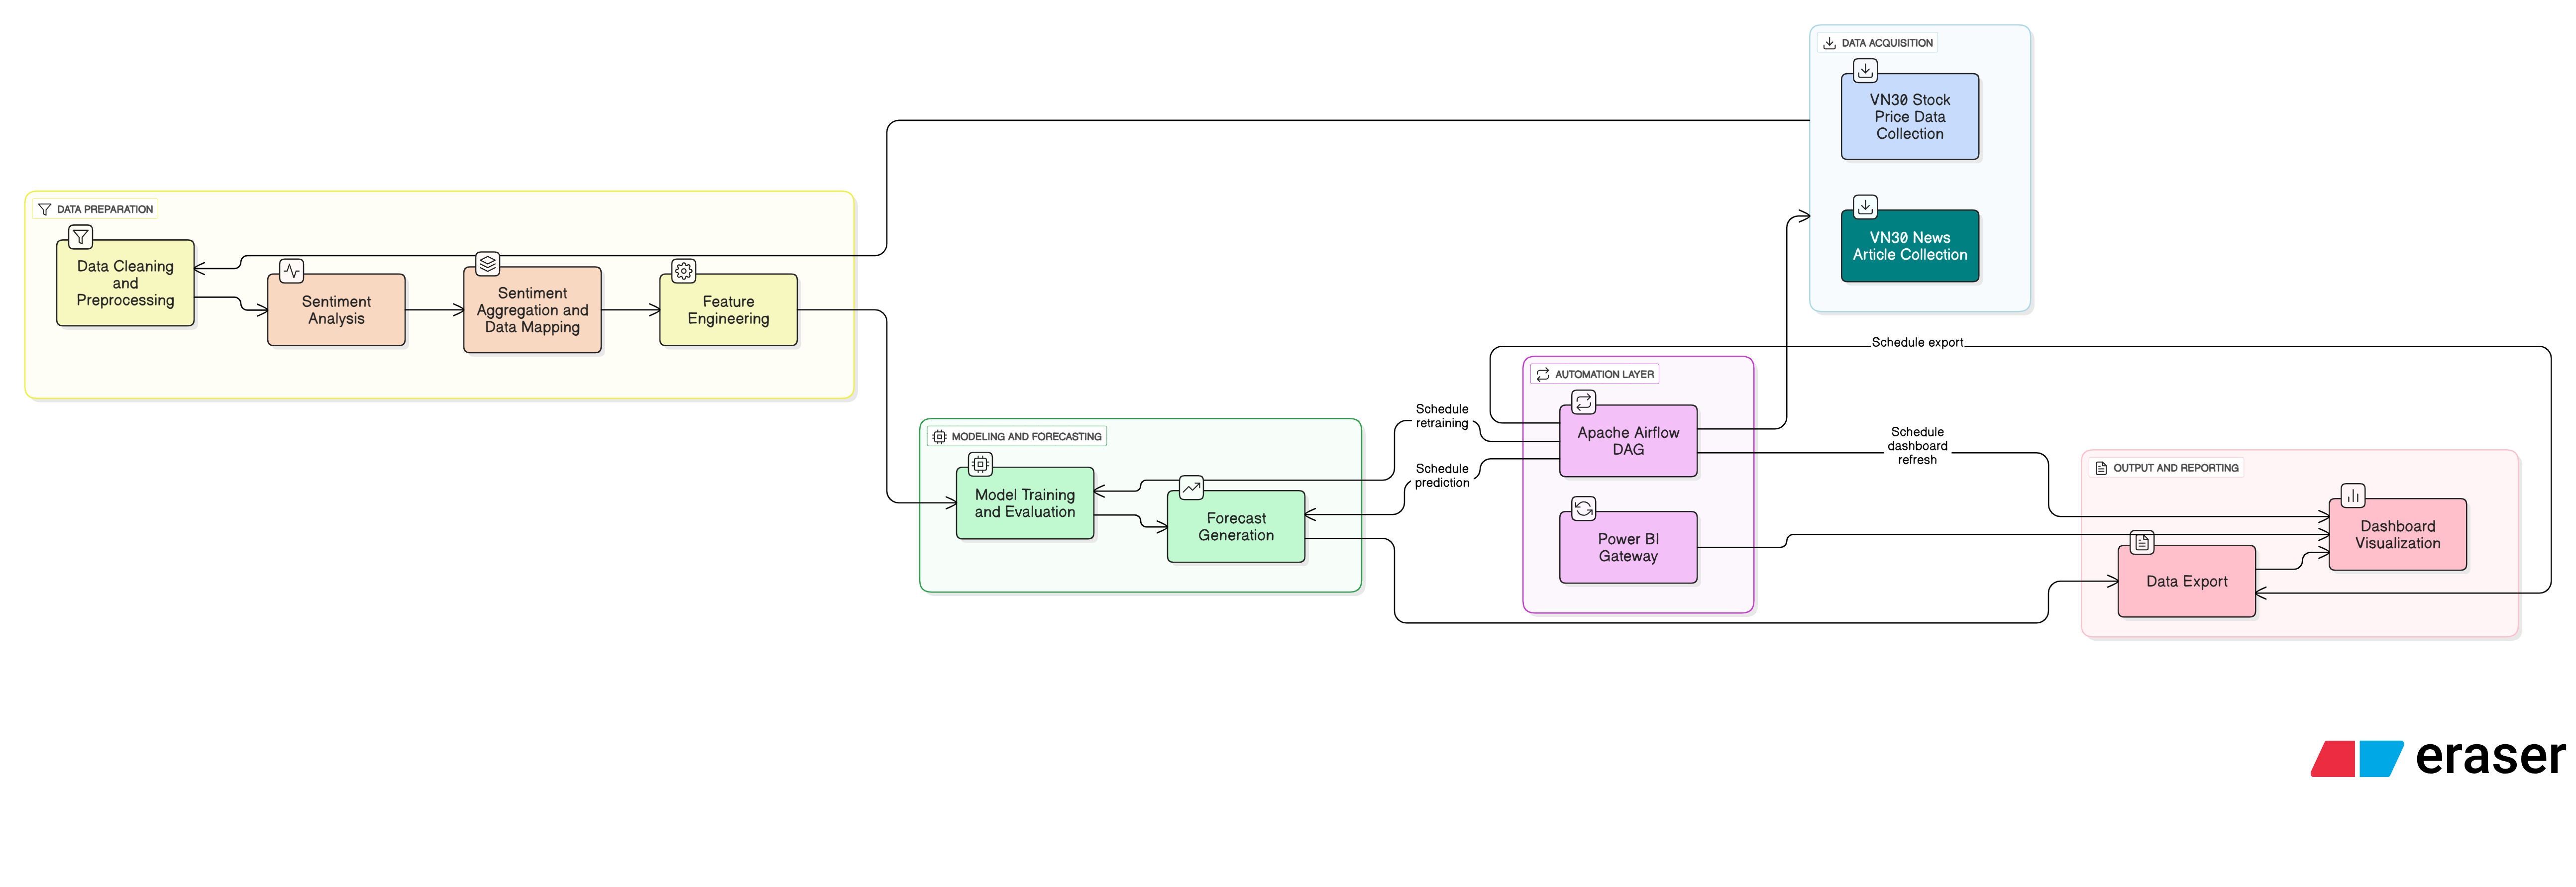 DATA ACQUISITION
VN30 Stock
Price Data
Collection
VN30 News
Article Collection
DATA PREPARATION
Data Cleaning
and
Preprocessing
Sentiment
Analysis
Sentiment
Aggregation and
Data Mapping
Feature
Engineering
Schedule export
AUTOMATION LAYER
Apache Airflow
DAG
Power BI
Gateway
Schedule
retraining
Schedule
prediction
Schedule
dashboard
refresh
MODELING AND FORECASTING
Model Training
and Evaluation
Forecast
Generation
OUTPUT AND REPORTING
Dashboard
Visualization
Data Export
eraser